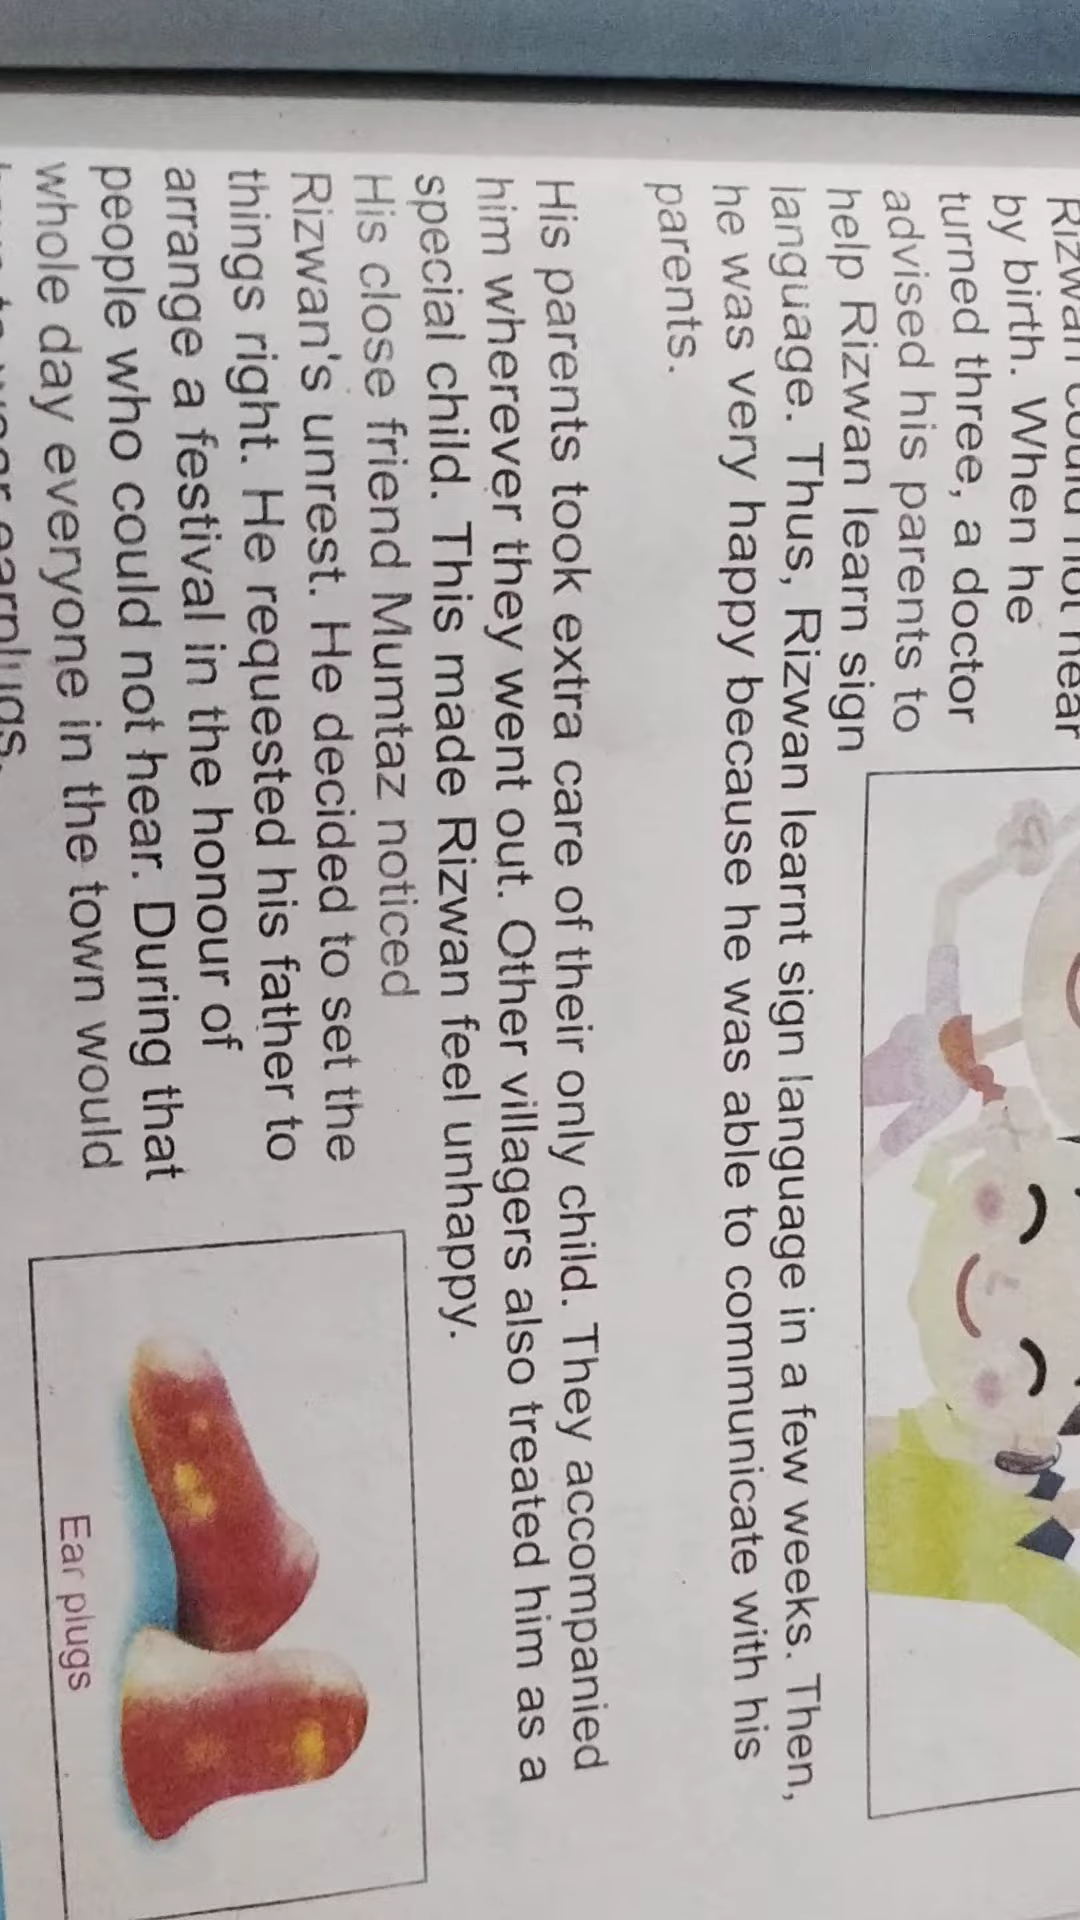 Rizwan could not hear
by birth. When he
turned three, a doctor
advised his parents to
help Rizwan learn sign
language. Thus, Rizwan learnt sign language in a few weeks. Then,
he was very happy because he was able to communicate with his
parents.
His parents took extra care of their only child. They accompanied
him wherever they went out. Other villagers also treated him as a
special child. This made Rizwan feel unhappy.
His close friend Mumtaz noticed
Rizwan's unrest. He decided to set the
things right. He requested his father to
arrange a festival in the honour of
people who could not hear. During that
whole day everyone in the town would
earplugs.
Ear plugs